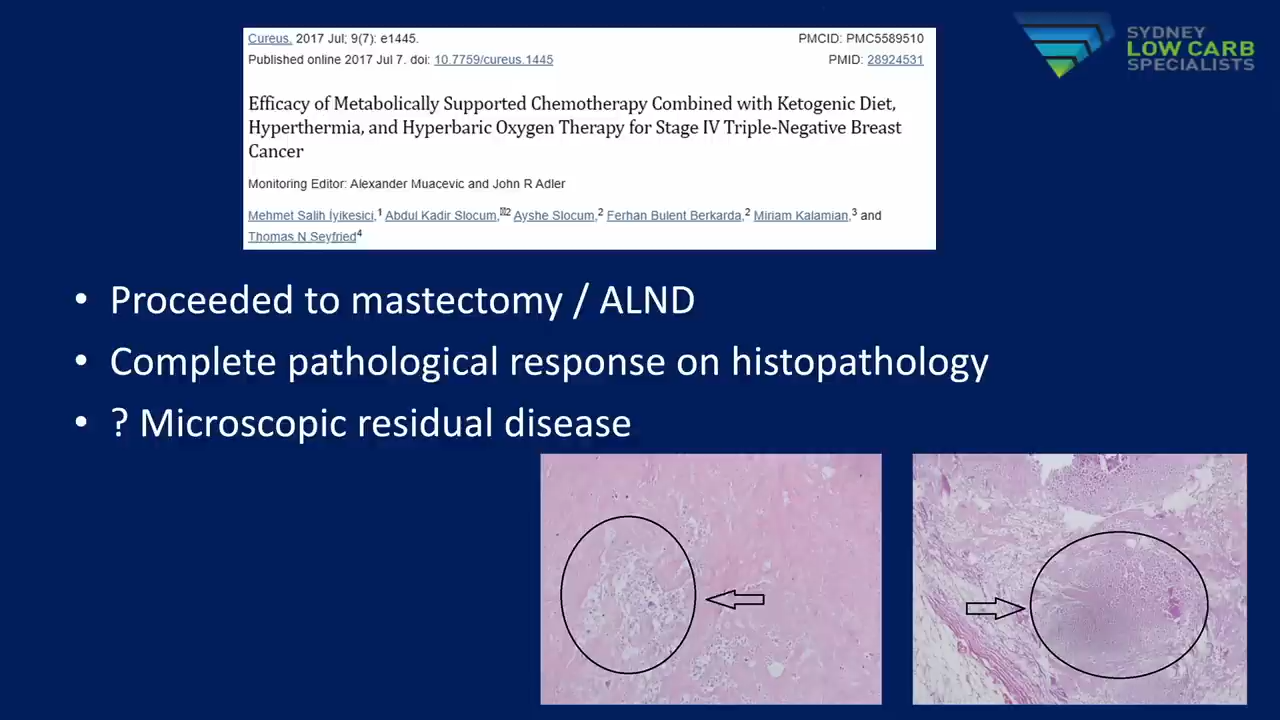 Cureus. 2017 Jul; 9(7): e1445.
PMCID: PMC5589510
Published online 2017 Jul 7. doi: 10.7759/cureus.1445
PMID: 28924531
SYDNEY
LOW CARB
SPECIALISTS
Efficacy of Metabolically Supported Chemotherapy Combined with Ketogenic Diet,
Hyperthermia, and Hyperbaric Oxygen Therapy for Stage IV Triple-Negative Breast
Cancer
Monitoring Editor: Alexander Muacevic and John R Adler
Mehmet Salih İyikesici,1 Abdul Kadir Slocum,✉2 Ayshe Slocum,2 Ferhan Bulent Berkarda,2 Miriam Kalamian,3 and
Thomas N Seyfried4
• Proceeded to mastectomy / ALND
• Complete pathological response on histopathology
• ? Microscopic residual disease